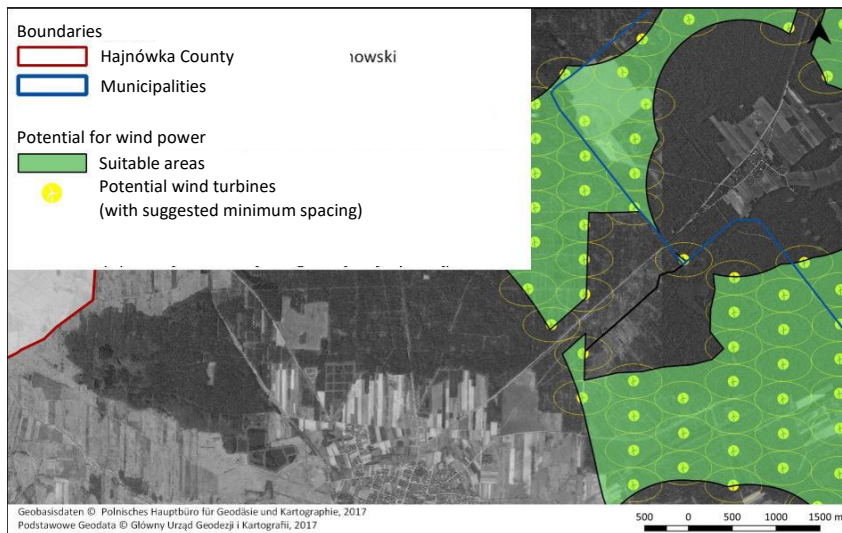 Boundaries
Hajnówka County
nowski
Municipalities
Potential for wind power
Suitable areas
Potential wind turbines
(with suggested minimum spacing)
Geobasisdaten © Polnisches Hauptbüro für Geodäsie und Kartographie, 2017
Podstawowe Geodata © Główny Urząd Geodezji i Kartografii, 2017
500 0 500 1000 1500 m